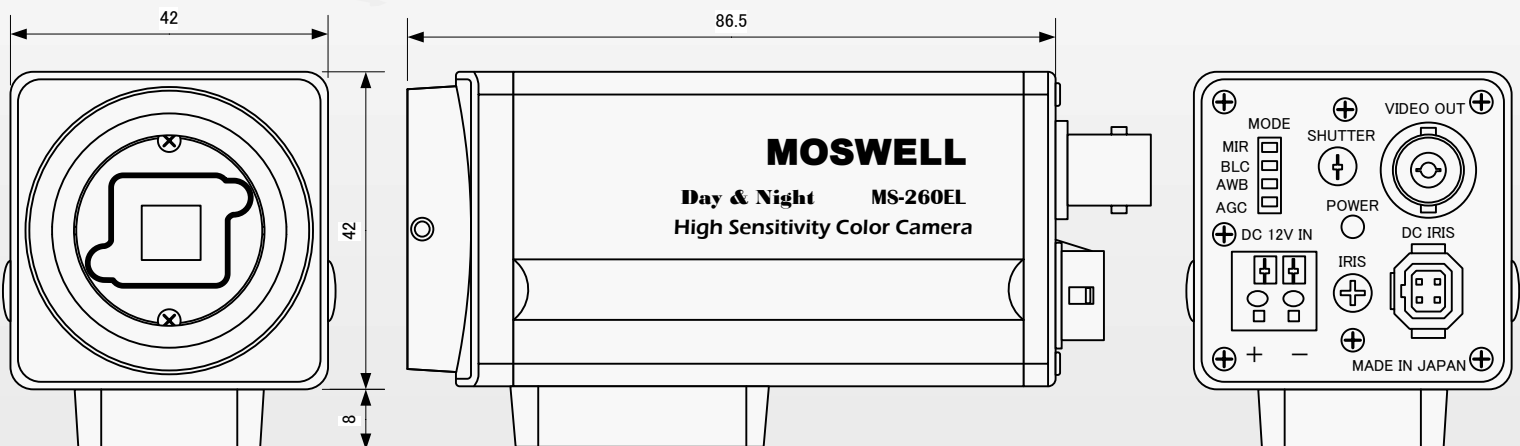 42
42
8
86.5
MOSWELL
Day & Night MS-260EL
High Sensitivity Color Camera
MODE
MIR
BLC
AWB
AGC
SHUTTER
VIDEO OUT
POWER
DC 12V IN
IRIS
DC IRIS
+ −
MADE IN JAPAN